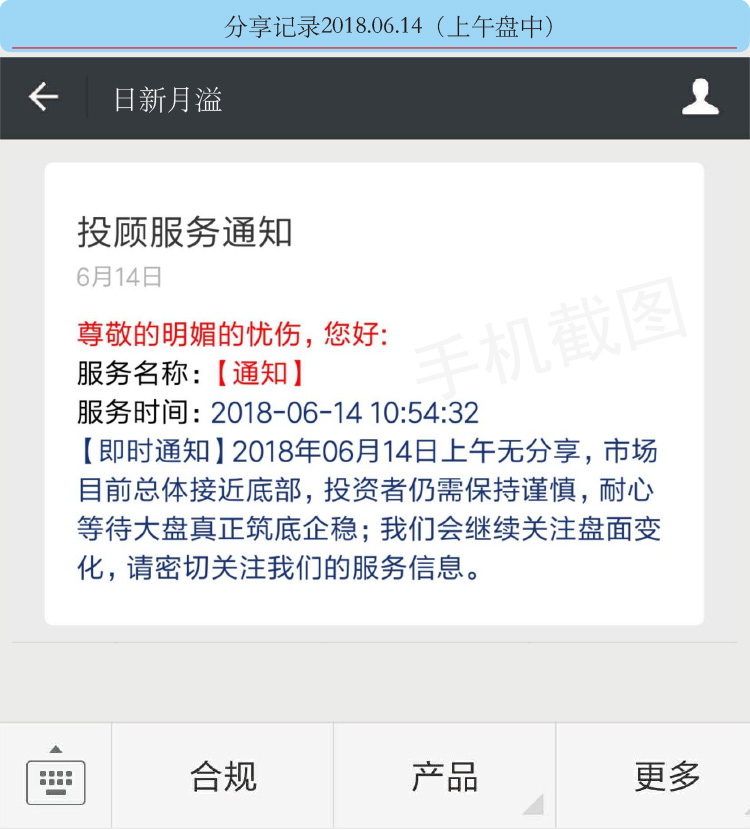 分享记录2018.06.14（上午盘中）
日新月溢
投顾服务通知
6月14日
尊敬的明媚的忧伤，您好:
服务名称：【通知】
服务时间：2018-06-14 10:54:32
【即时通知】2018年06月14日上午无分享，市场
目前总体接近底部，投资者仍需保持谨慎，耐心
等待大盘真正筑底企稳；我们会继续关注盘面变
化，请密切关注我们的服务信息。
手机截图
合规
产品
更多